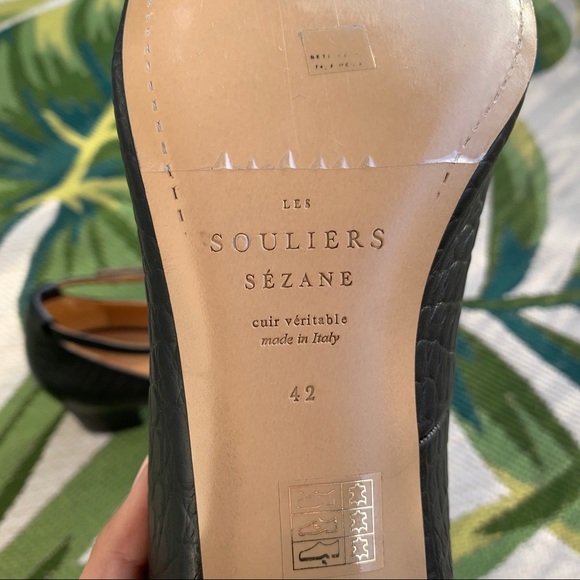 LES
SOULIERS
SÉZANE
cuir véritable
made in Italy
42